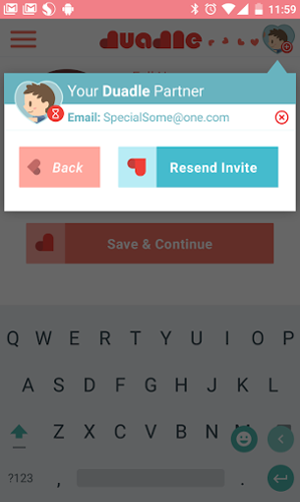 11:59
duadle
Your Duadle Partner
Email: SpecialSome@one.com
Back
Resend Invite
Save & Continue
Q W E R T Y U I O P
A S D F G H J K L
Z X C V B N
?123 , .